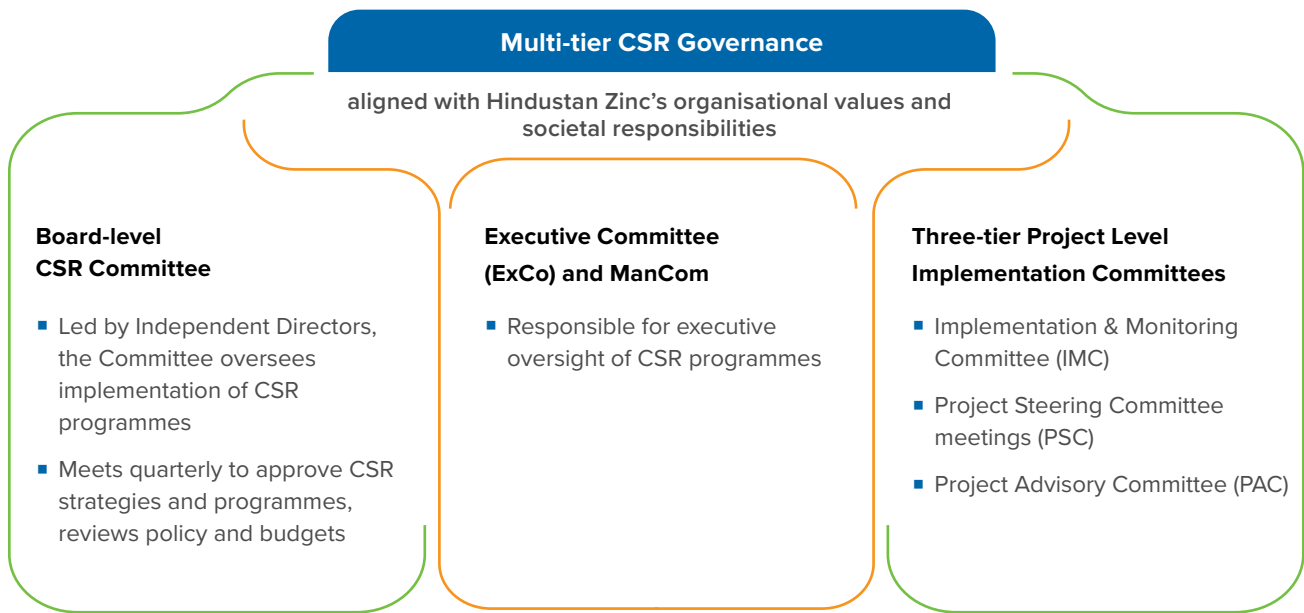 Multi-tier CSR Governance
aligned with Hindustan Zinc’s organisational values and
societal responsibilities
Board-level
CSR Committee
■ Led by Independent Directors,
the Committee oversees
implementation of CSR
programmes
■ Meets quarterly to approve CSR
strategies and programmes,
reviews policy and budgets
Executive Committee
(ExCo) and ManCom
■ Responsible for executive
oversight of CSR programmes
Three-tier Project Level
Implementation Committees
■ Implementation & Monitoring
Committee (IMC)
■ Project Steering Committee
meetings (PSC)
■ Project Advisory Committee (PAC)